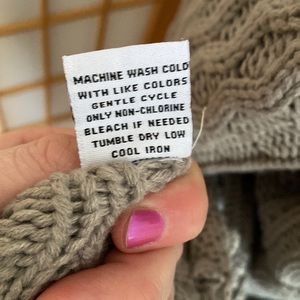 MACHINE WASH COLD
WITH LIKE COLORS
GENTLE CYCLE
ONLY NON-CHLORINE
BLEACH IF NEEDED
TUMBLE DRY LOW
COOL IRON